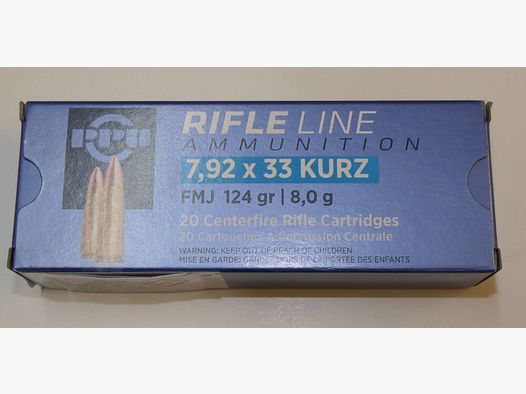 PPU
RIFLE LINE
AMMUNITION
7,92 x 33 KURZ
FMJ 124 gr | 8,0 g
20 Centerfire Rifle Cartridges
20 Cartouches A Percussion Centrale
WARNING: KEEP OUT OF REACH OF CHILDREN
MISE EN GARDE: GARDER HORS DE LA PORTÉE DES ENFANTS